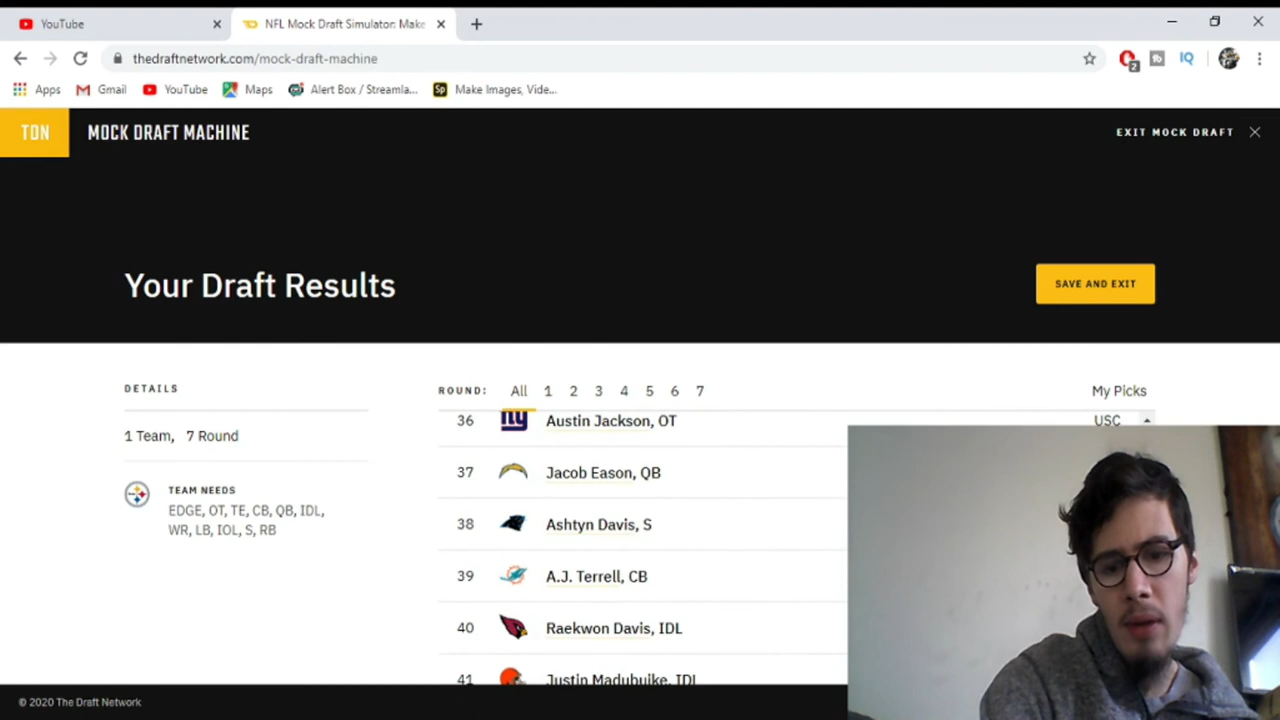 YouTube
NFL Mock Draft Simulator: Make
thedraftnetwork.com/mock-draft-machine
2
IQ
Apps
Gmail
YouTube
Maps
Alert Box / Streamla...
Sp
Make Images, Vide...
TDN
MOCK DRAFT MACHINE
EXIT MOCK DRAFT
Your Draft Results
SAVE AND EXIT
DETAILS
1 Team, 7 Round
TEAM NEEDS
EDGE, OT, TE, CB, QB, IDL,
WR, LB, IOL, S, RB
ROUND: All 1 2 3 4 5 6 7
My Picks
36 ny Austin Jackson, OT USC
37 Jacob Eason, QB
38 Ashtyn Davis, S
39 A.J. Terrell, CB
40 Raekwon Davis, IDL
41 Justin Madubuike, IDL
© 2020 The Draft Network